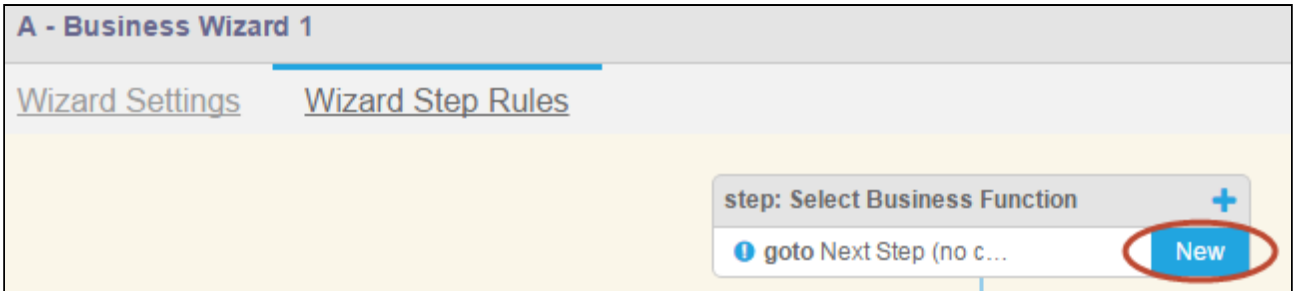 A - Business Wizard 1
Wizard Settings Wizard Step Rules
step: Select Business Function
goto Next Step (no c... New